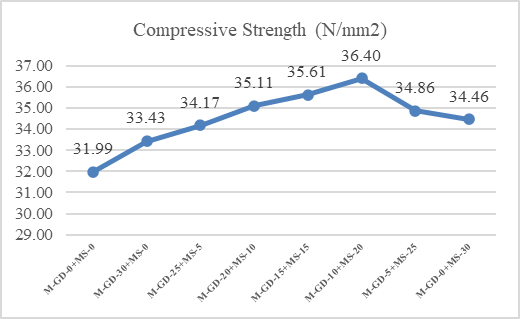 Compressive Strength (N/mm2)
37.00
36.00
35.00
34.00
33.00
32.00
31.00
30.00
29.00
31.99
33.43
34.17
35.11
35.61
36.40
34.86
34.46
M-GD-0+MS-0
M-GD-30+MS-0
M-GD-25+MS-5
M-GD-20+MS-10
M-GD-15+MS-15
M-GD-10+MS-20
M-GD-5+MS-25
M-GD-0+MS-30